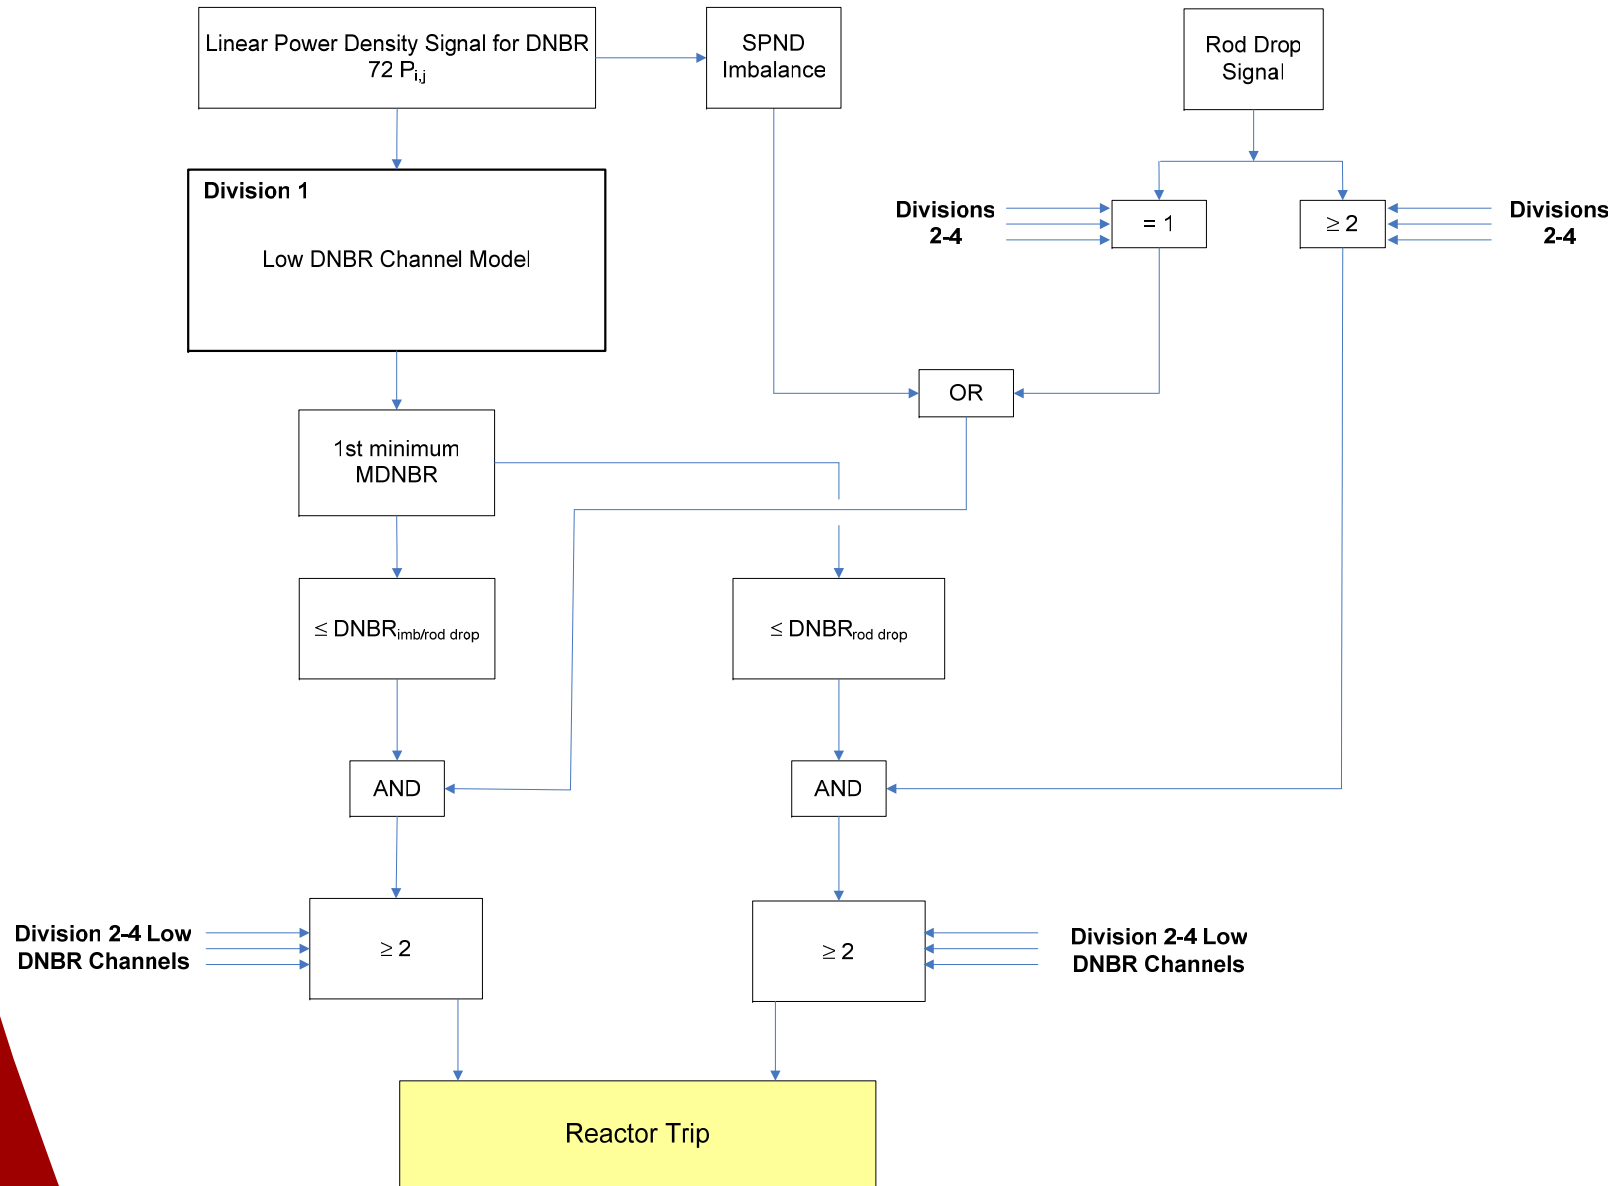 Linear Power Density Signal for DNBR
72 Pi,j
SPND
Imbalance
Rod Drop
Signal
Division 1
Low DNBR Channel Model
Divisions
2-4
= 1
≥ 2
Divisions
2-4
OR
1st minimum
MDNBR
≤ DNBRimb/rod drop
≤ DNBRrod drop
AND
AND
Division 2-4 Low
DNBR Channels
≥ 2
≥ 2
Division 2-4 Low
DNBR Channels
Reactor Trip